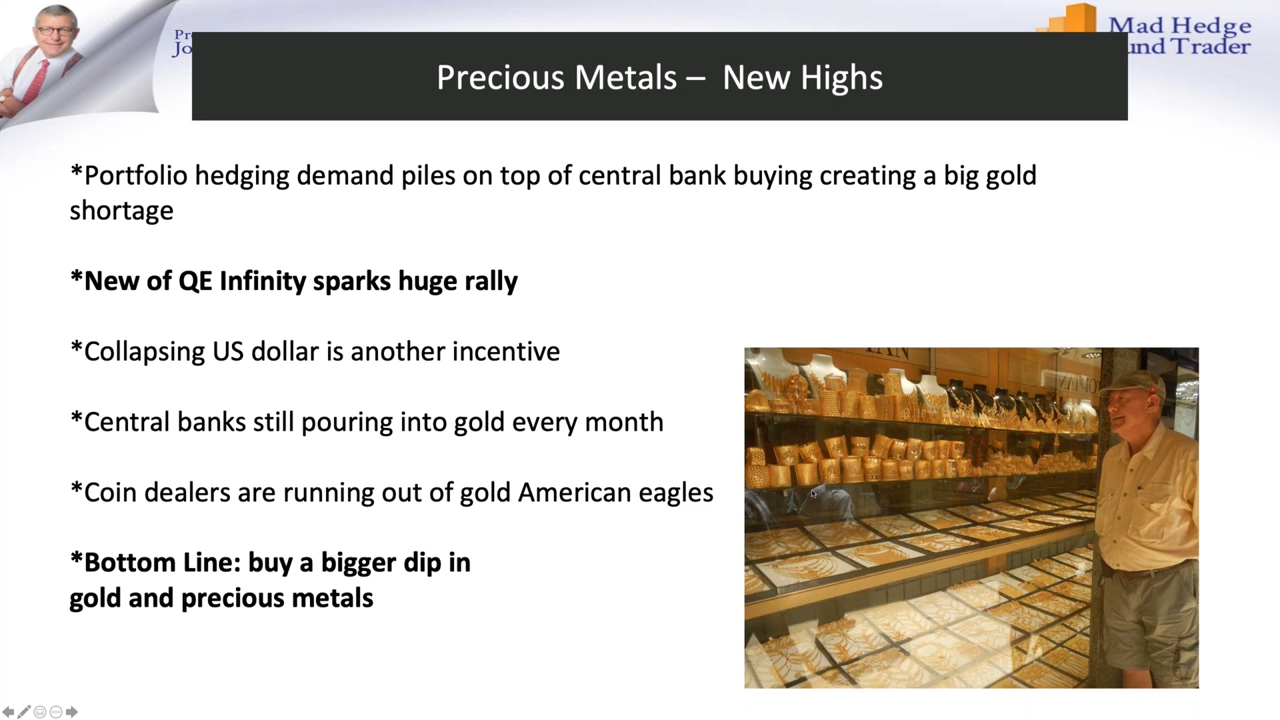 Pr
Jo
Mad Hedge
und Trader
Precious Metals – New Highs
*Portfolio hedging demand piles on top of central bank buying creating a big gold
shortage
*New of QE Infinity sparks huge rally
*Collapsing US dollar is another incentive
*Central banks still pouring into gold every month
*Coin dealers are running out of gold American eagles
*Bottom Line: buy a bigger dip in
gold and precious metals